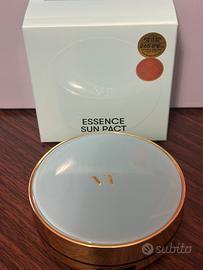 ESSENCE
SUN PACT
VT
subito